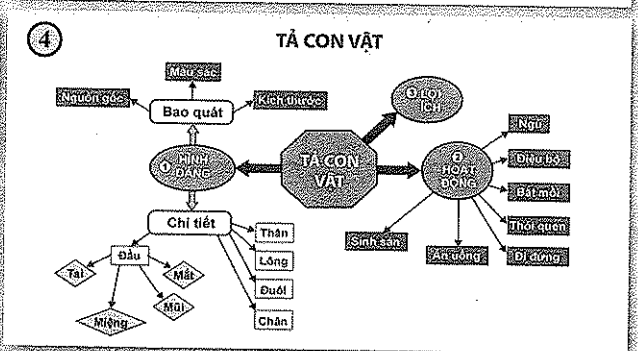 4
TẢ CON VẬT
Màu sắc
Nguồn gốc
Kích thước
Bao quát
3 LỢI
ÍCH
Ngủ
1 HÌNH
DÁNG
TẢ CON
VẬT
2
HOẠT
ĐỘNG
Điệu bộ
Bắt mồi
Thói quen
Đi đứng
Ăn uống
Sinh sản
Chi tiết
Thân
Lông
Đuôi
Chân
Đầu
Tai
Mắt
Mũi
Miệng